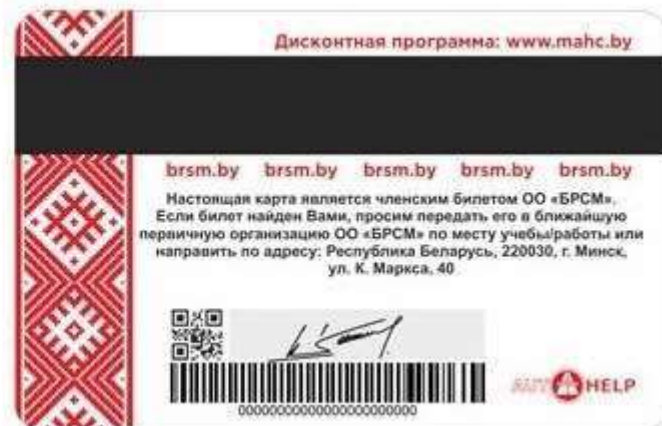 Дисконтная программа: www.mahc.by
brsm.by brsm.by brsm.by brsm.by brsm.by
Настоящая карта является членским билетом ОО «БРСМ».
Если билет найден Вами, просим передать его в ближайшую
первичную организацию ОО «БРСМ» по месту учебы/работы или
направить по адресу: Республика Беларусь, 220030, г. Минск,
ул. К. Маркса, 40
AUTO HELP